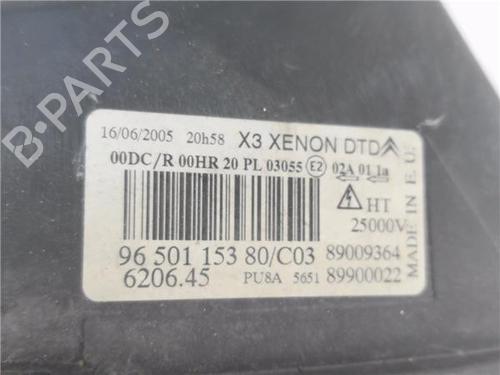 16/06/2005 20h58 X3 XENON DTD
00DC/R 00HR 20 PL 03055 E2 02A 01 1a
HT
25000V
MADE IN E.U.
96 501 153 80/C03 89009364
6206.45 PU8A 5651 89900022
B-PARTS